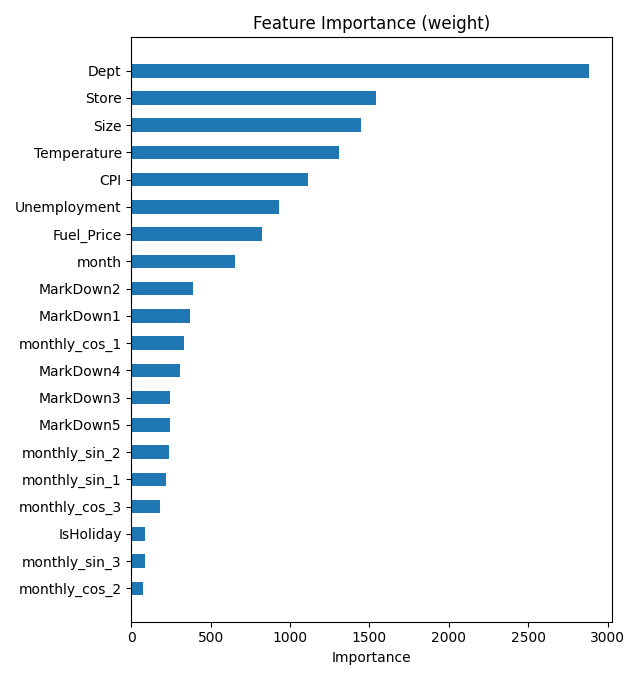 Feature Importance (weight)
Dept
Store
Size
Temperature
CPI
Unemployment
Fuel_Price
month
MarkDown2
MarkDown1
monthly_cos_1
MarkDown4
MarkDown3
MarkDown5
monthly_sin_2
monthly_sin_1
monthly_cos_3
IsHoliday
monthly_sin_3
monthly_cos_2
0 500 1000 1500 2000 2500 3000
Importance